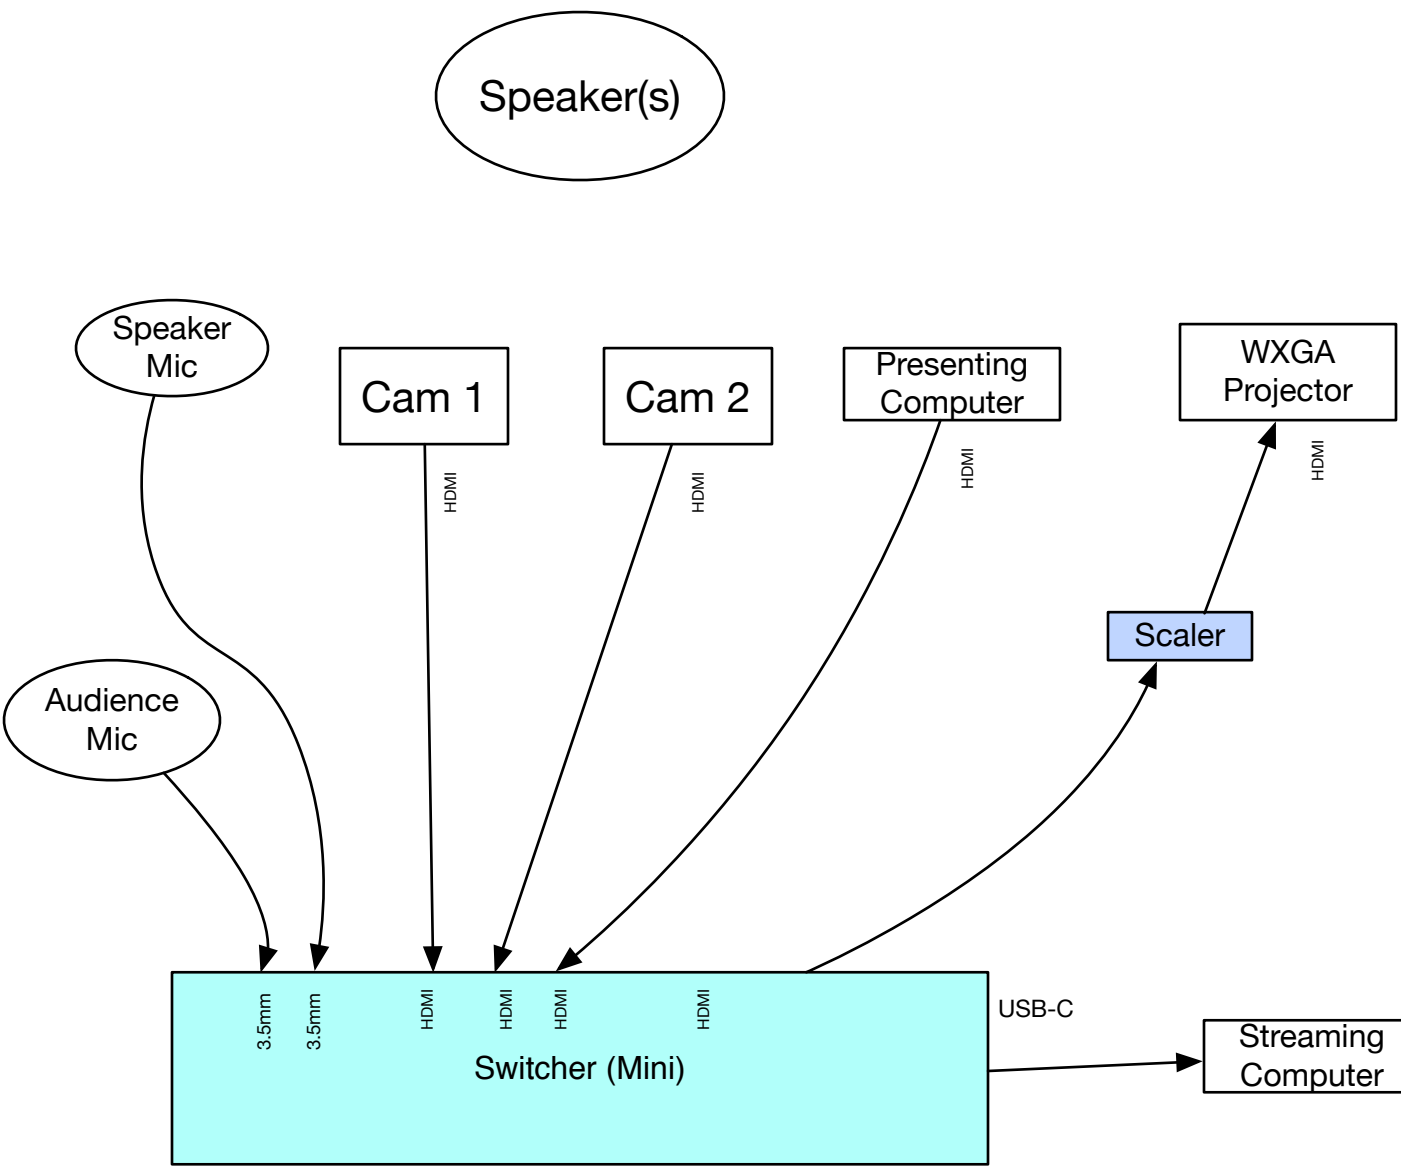 Speaker(s)
Speaker
Mic
Cam 1
Cam 2
Presenting
Computer
WXGA
Projector
HDMI
HDMI
HDMI
HDMI
Scaler
Audience
Mic
3.5mm
3.5mm
HDMI
HDMI
HDMI
HDMI
USB-C
Switcher (Mini)
Streaming
Computer